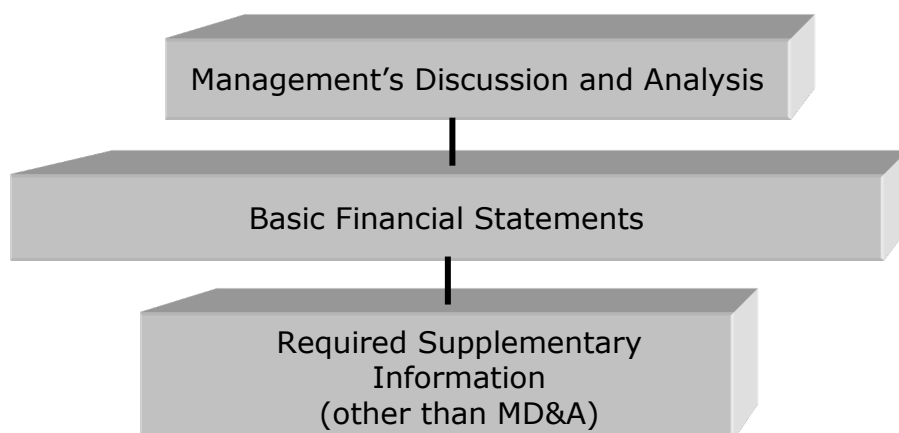 Management’s Discussion and Analysis
Basic Financial Statements
Required Supplementary
Information
(other than MD&A)